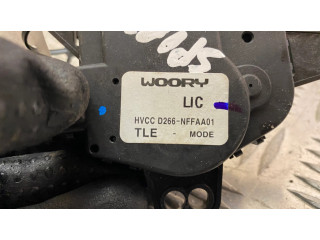 WOORY
LIC
HVCC D266-NFFAA01
TLE - MODE